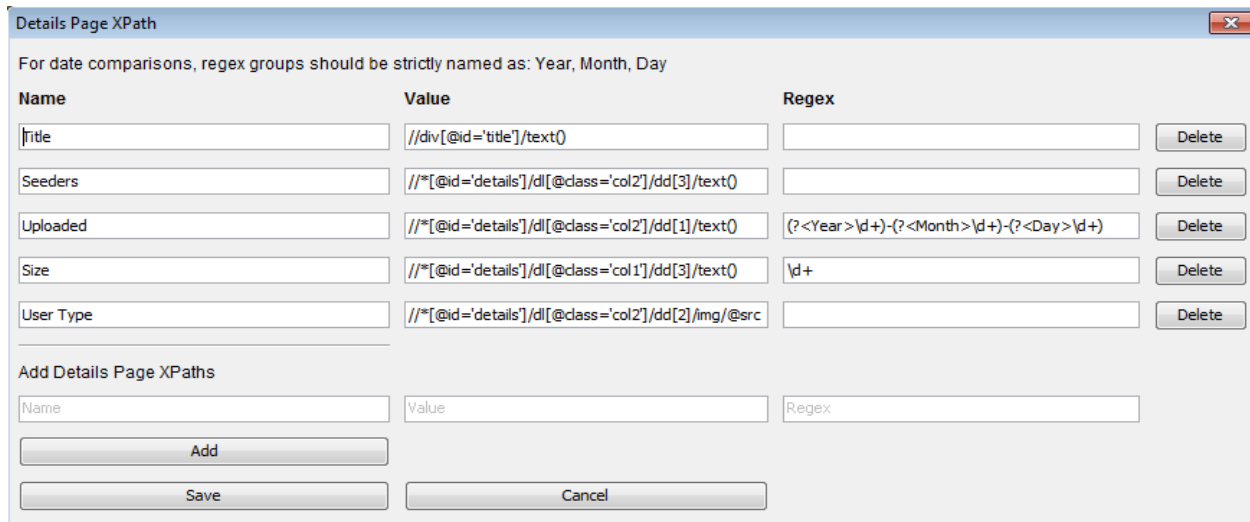 Details Page XPath
For date comparisons, regex groups should be strictly named as: Year, Month, Day
Name Value Regex
Title //div[@id='title']/text() Delete
Seeders //*[@id='details']/dl[@class='col2']/dd[3]/text() Delete
Uploaded //*[@id='details']/dl[@class='col2']/dd[1]/text() (?<Year>\d+)-(?<Month>\d+)-(?<Day>\d+) Delete
Size //*[@id='details']/dl[@class='col1']/dd[3]/text() \d+ Delete
User Type //*[@id='details']/dl[@class='col2']/dd[2]/img/@src Delete
Add Details Page XPaths
Name Value Regex
Add
Save Cancel